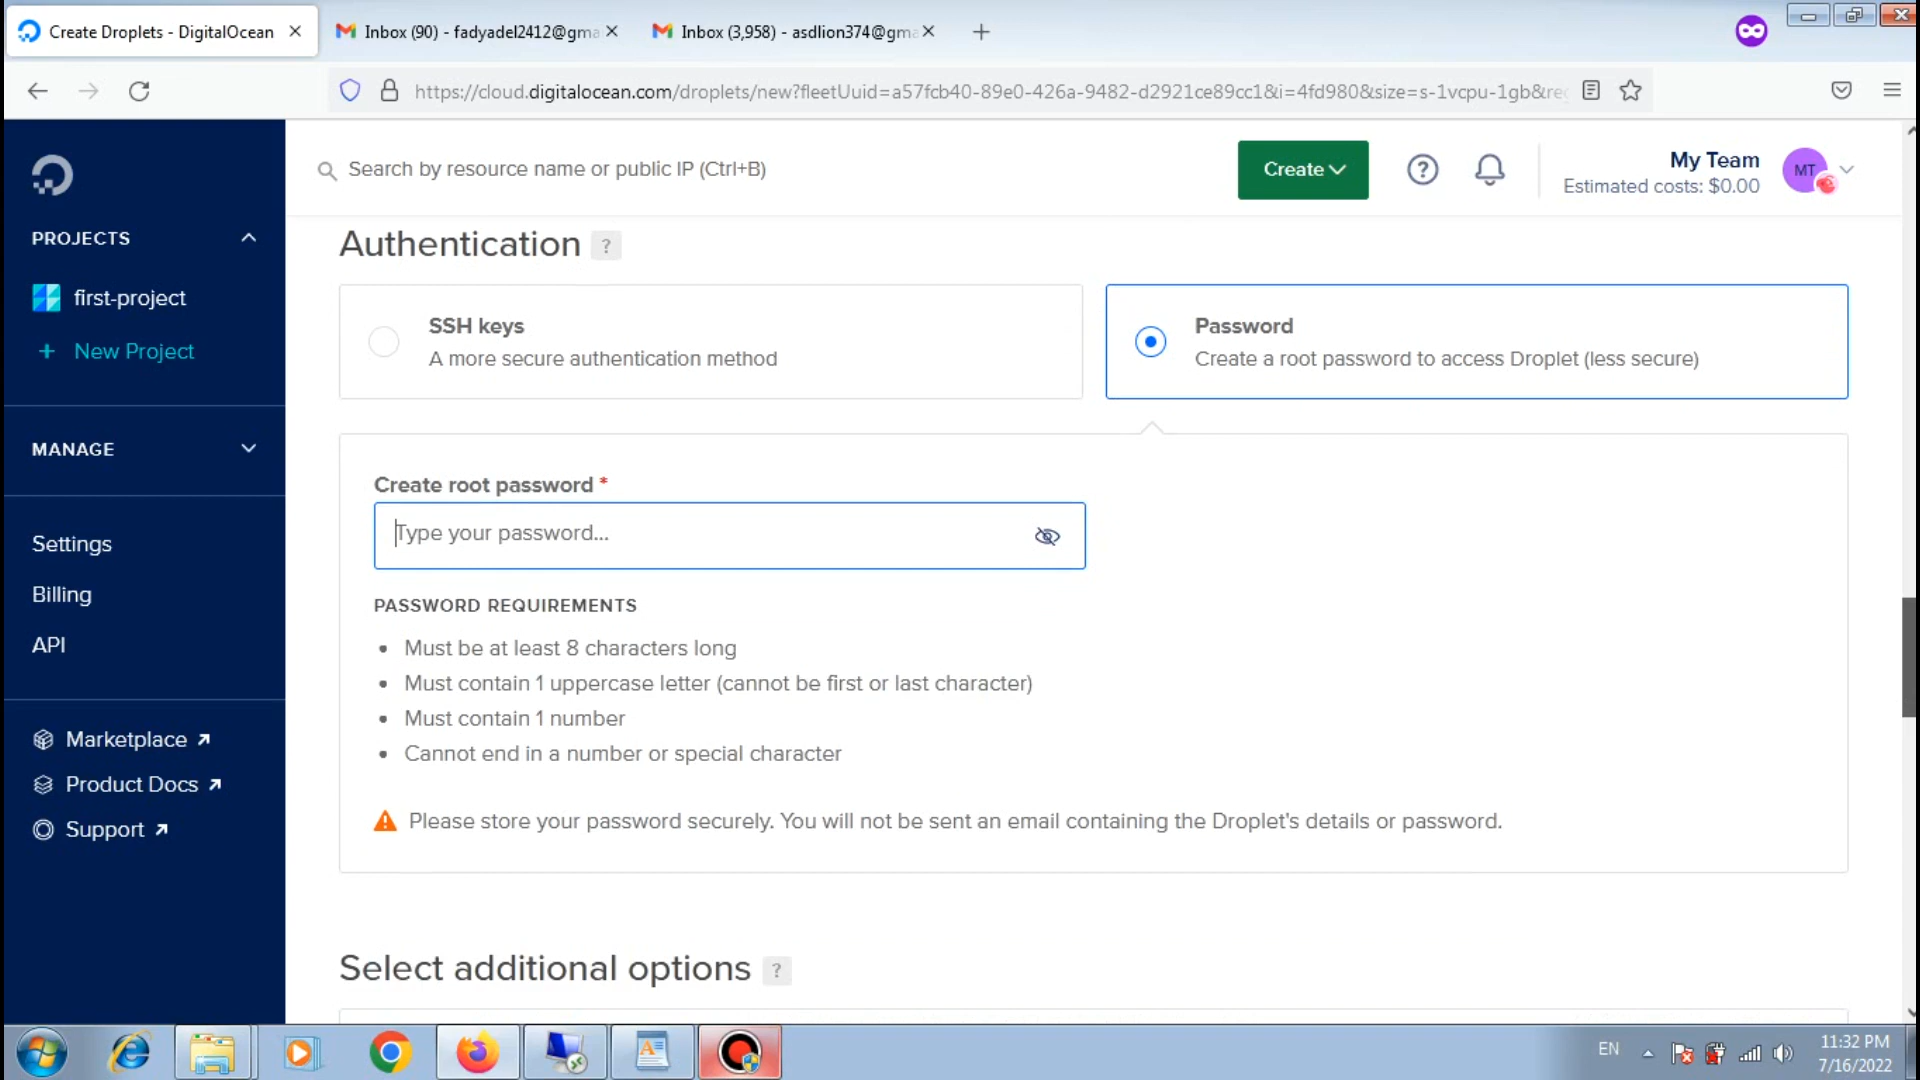 Create Droplets - DigitalOcean
Inbox (90) - fadyadel2412@gma
Inbox (3,958) - asdlion374@gma
https://cloud.digitalocean.com/droplets/new?fleetUuid=a57fcb40-89e0-426a-9482-d2921ce89cc1&i=4fd980&size=s-1vcpu-1gb&reg
Search by resource name or public IP (Ctrl+B)
Create
?
My Team
Estimated costs: $0.00
MT
PROJECTS
first-project
+ New Project
MANAGE
Settings
Billing
API
Marketplace
Product Docs
Support
Authentication ?
SSH keys
A more secure authentication method
Password
Create a root password to access Droplet (less secure)
Create root password *
Type your password...
PASSWORD REQUIREMENTS
• Must be at least 8 characters long
• Must contain 1 uppercase letter (cannot be first or last character)
• Must contain 1 number
• Cannot end in a number or special character
Please store your password securely. You will not be sent an email containing the Droplet's details or password.
Select additional options ?
EN
11:32 PM
7/16/2022